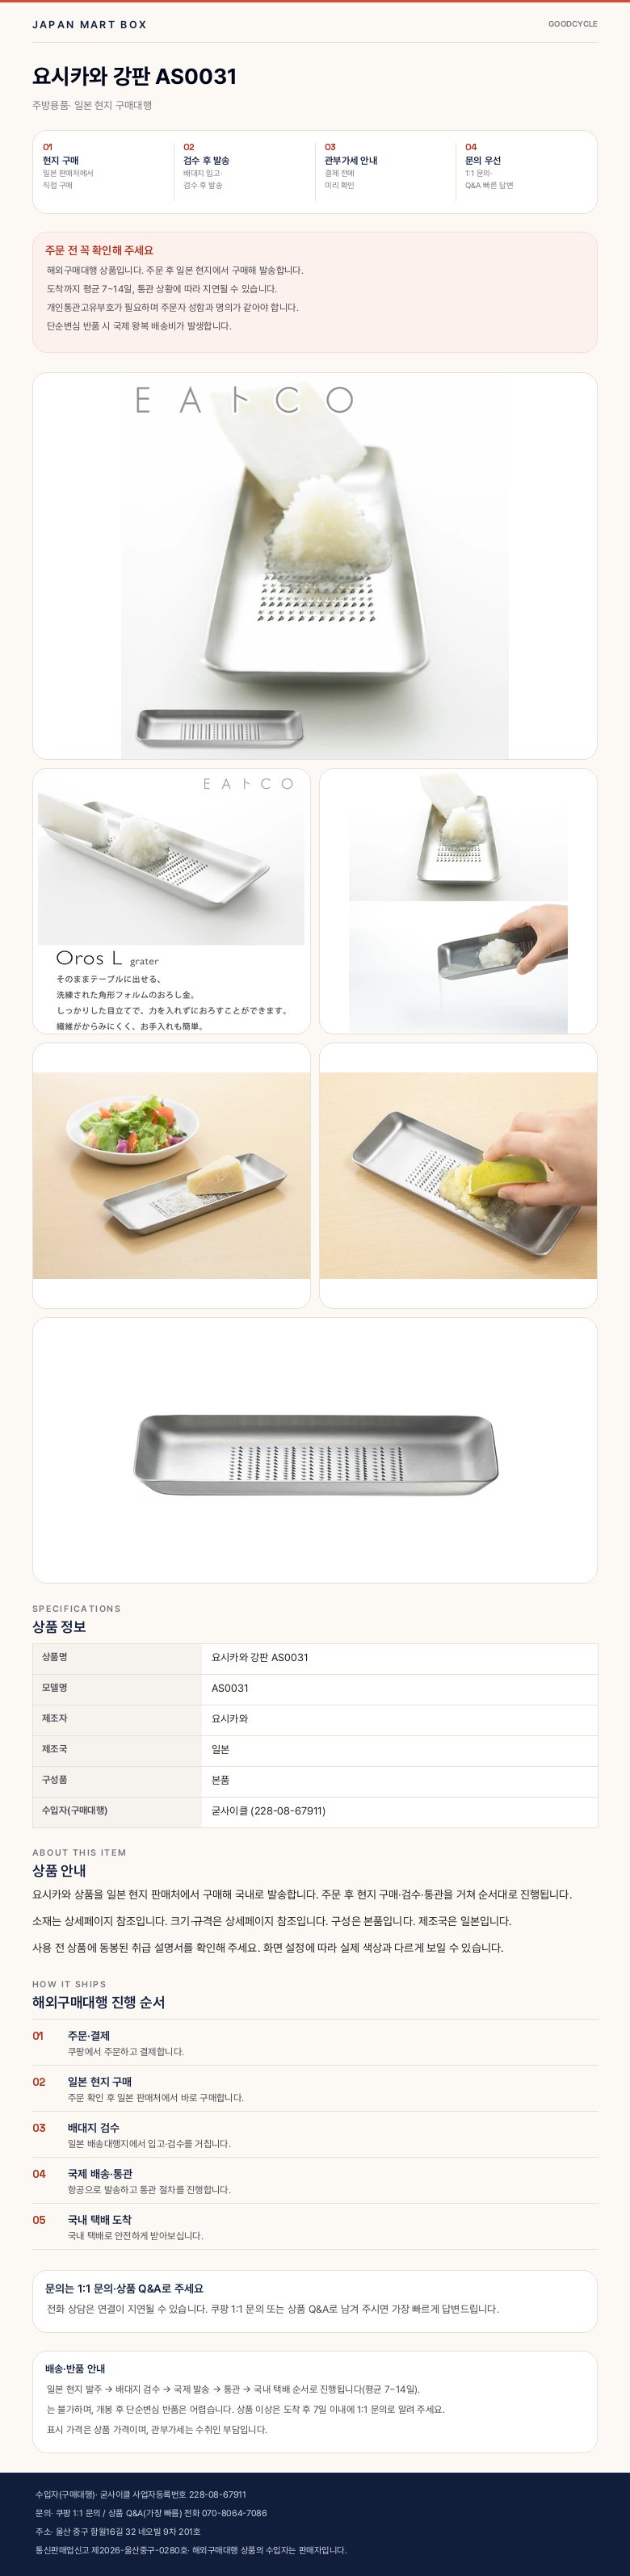 JAPAN MART BOX
GOODCYCLE
요시카와 강판 AS0031
주방용품· 일본 현지 구매대행
01
현지 구매
일본 판매처에서
직접 구매
02
검수 후 발송
배대지 입고·
검수 후 발송
03
관부가세 안내
결제 전에
미리 확인
04
문의 우선
1:1 문의·
Q&A 빠른 답변
주문 전 꼭 확인해 주세요
해외구매대행 상품입니다. 주문 후 일본 현지에서 구매해 발송합니다.
도착까지 평균 7~14일, 통관 상황에 따라 지연될 수 있습니다.
개인통관고유부호가 필요하며 주문자 성함과 명의가 같아야 합니다.
단순변심 반품 시 국제 왕복 배송비가 발생합니다.
EAトCO
EAトCO
Oros L grater
そのままテーブルに出せる、
洗練された角形フォルムのおろし金。
しっかりした目立てで、力を入れずにおろすことができます。
繊維がからみにくく、お手入れも簡単。
SPECIFICATIONS
상품 정보
상품명 요시카와 강판 AS0031
모델명 AS0031
제조자 요시카와
제조국 일본
구성품 본품
수입자(구매대행) 굳사이클 (228-08-67911)
ABOUT THIS ITEM
상품 안내
요시카와 상품을 일본 현지 판매처에서 구매해 국내로 발송합니다. 주문 후 현지 구매·검수·통관을 거쳐 순서대로 진행됩니다.
소재는 상세페이지 참조입니다. 크기·규격은 상세페이지 참조입니다. 구성은 본품입니다. 제조국은 일본입니다.
사용 전 상품에 동봉된 취급 설명서를 확인해 주세요. 화면 설정에 따라 실제 색상과 다르게 보일 수 있습니다.
HOW IT SHIPS
해외구매대행 진행 순서
01 주문·결제
쿠팡에서 주문하고 결제합니다.
02 일본 현지 구매
주문 확인 후 일본 판매처에서 바로 구매합니다.
03 배대지 검수
일본 배송대행지에서 입고·검수를 거칩니다.
04 국제 배송·통관
항공으로 발송하고 통관 절차를 진행합니다.
05 국내 택배 도착
국내 택배로 안전하게 받아보십니다.
문의는 1:1 문의·상품 Q&A로 주세요
전화 상담은 연결이 지연될 수 있습니다. 쿠팡 1:1 문의 또는 상품 Q&A로 남겨 주시면 가장 빠르게 답변드립니다.
배송·반품 안내
일본 현지 발주 → 배대지 검수 → 국제 발송 → 통관 → 국내 택배 순서로 진행됩니다(평균 7~14일).
는 불가하며, 개봉 후 단순변심 반품은 어렵습니다. 상품 이상은 도착 후 7일 이내에 1:1 문의로 알려 주세요.
표시 가격은 상품 가격이며, 관부가세는 수취인 부담입니다.
수입자(구매대행)· 굳사이클 사업자등록번호 228-08-67911
문의· 쿠팡 1:1 문의 / 상품 Q&A(가장 빠름) 전화 070-8064-7086
주소· 울산 중구 함월16길 32 네오빌 9차 201호
통신판매업신고 제2026-울산중구-0280호· 해외구매대행 상품의 수입자는 판매자입니다.